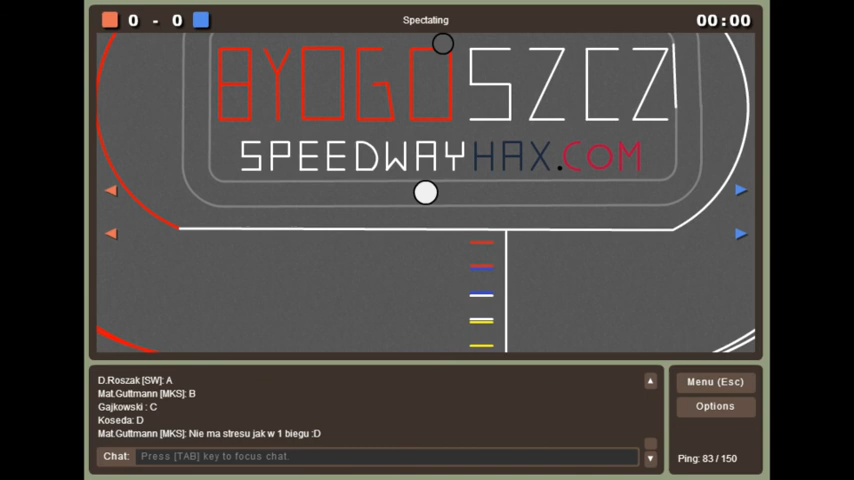 0 - 0
Spectating
00:00
BYOGOSZCZ
SPEEDWAYHAX.COM
D.Roszak [SW]: A
Mat.Guttmann [MKS]: B
Gajkowski : C
Koseda: D
Mat.Guttmann [MKS]: Nie ma stresu jak w 1 biegu :D
Chat: Press [TAB] key to focus chat.
Menu (Esc)
Options
Ping: 83 / 150